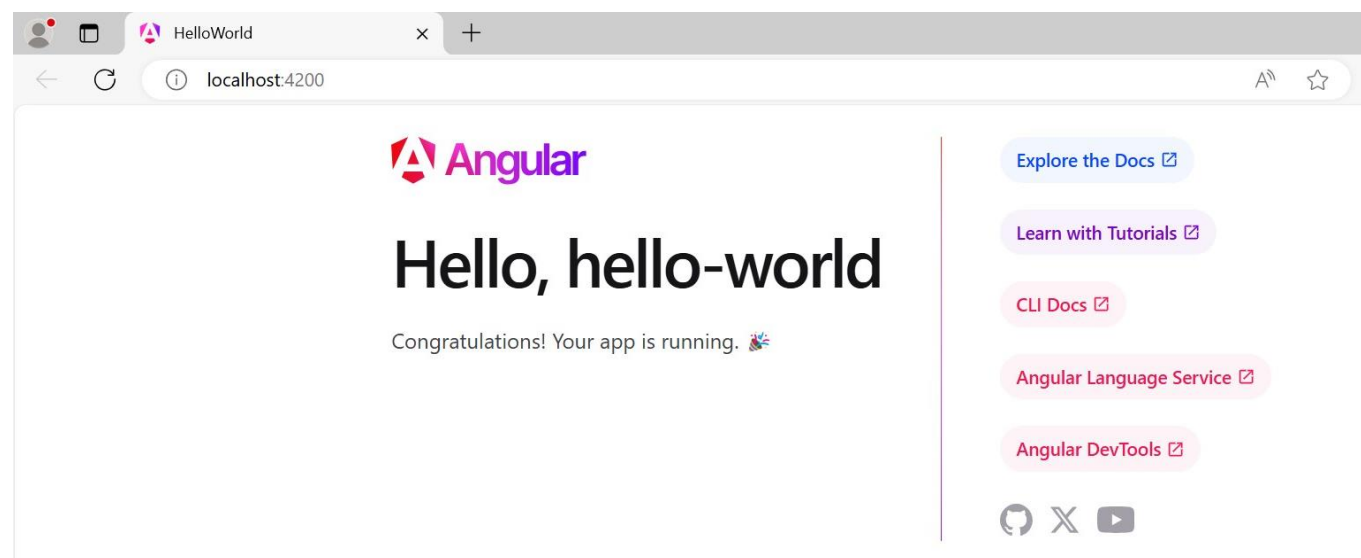 HelloWorld
localhost:4200
Angular
Hello, hello-world
Congratulations! Your app is running. 🎉
Explore the Docs
Learn with Tutorials
CLI Docs
Angular Language Service
Angular DevTools